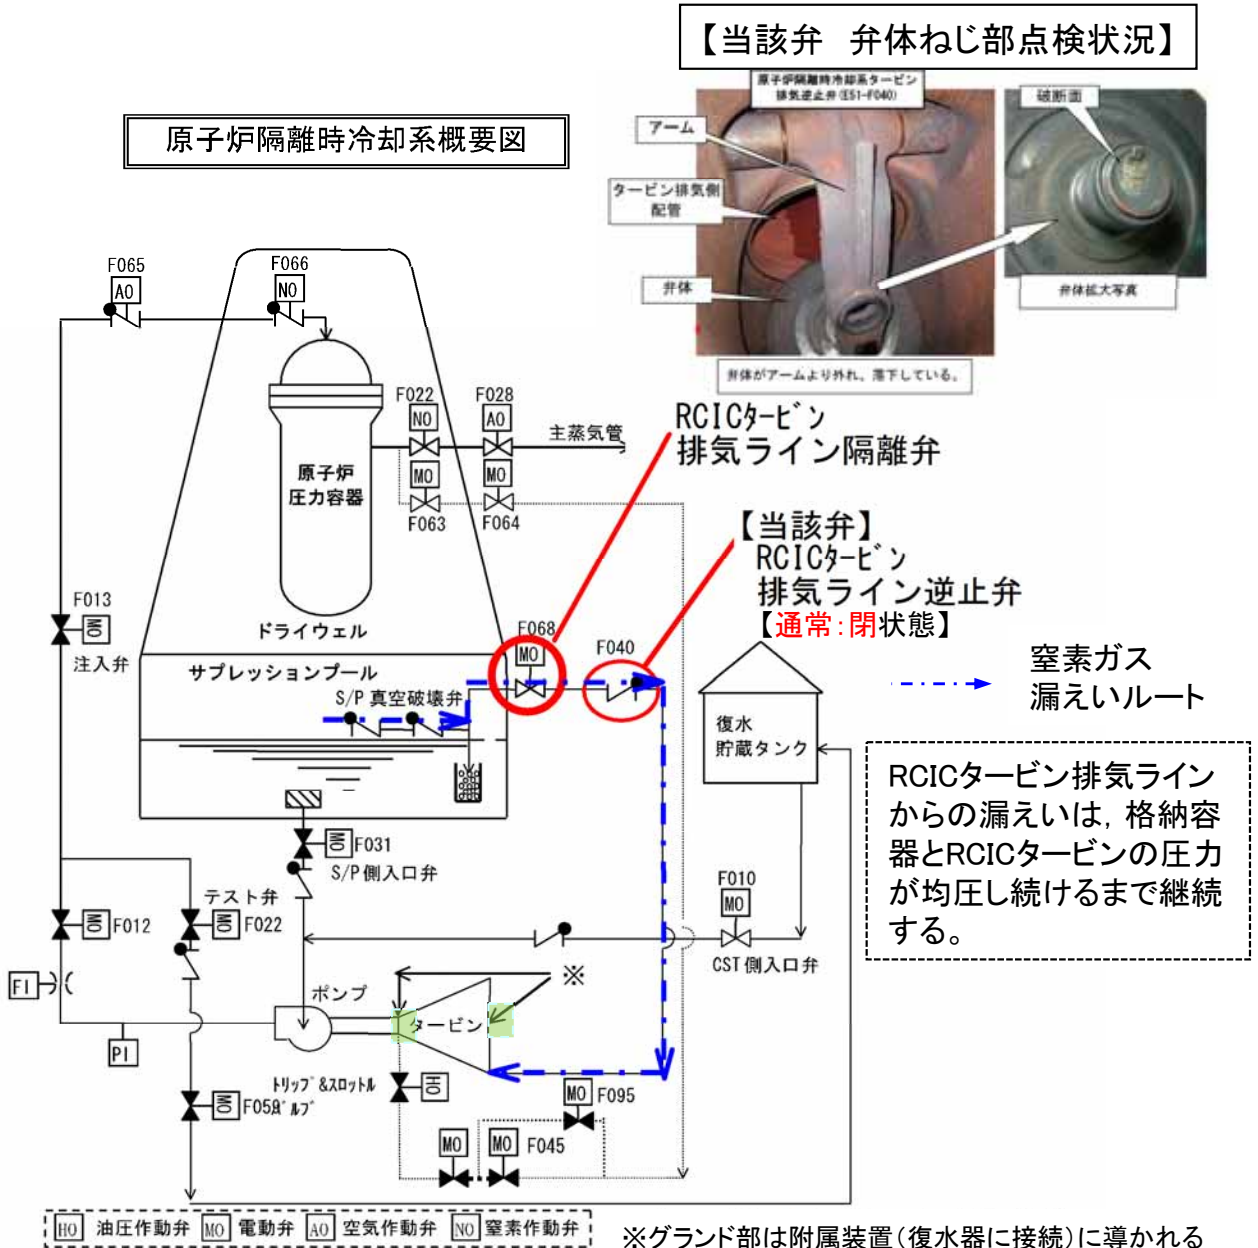 【当該弁　弁体ねじ部点検状況】
原子炉隔離時冷却系タービン
排気逆止弁(E51-F040)
アーム
タービン排気側
配管
弁体
破断面
弁体拡大写真
弁体がアームより外れ、落下している。
原子炉隔離時冷却系概要図
F065
AO
F066
NO
F022
NO
F028
AO
主蒸気管
原子炉
圧力容器
MO
F063
MO
F064
RCICﾀｰﾋﾞﾝ
排気ライン隔離弁
【当該弁】
RCICﾀｰﾋﾞﾝ
排気ライン逆止弁
【通常:閉状態】
F013
MO
注入弁
ドライウェル
サプレッションプール
S/P 真空破壊弁
F068
MO
F040
窒素ガス
漏えいルート
復水
貯蔵タンク
RCICタービン排気ライン
からの漏えいは，格納容
器とRCICタービンの圧力
が均圧し続けるまで継続
する。
MO
F031
S/P 側入口弁
テスト弁
MO
F012
MO
F022
F010
MO
CST 側入口弁
FI
PI
ポンプ
タービン
※
ﾄﾘｯﾌﾟ&ｽﾛｯﾄﾙ
ﾊﾞﾙﾌﾞ
HO
MO
F059
MO
F095
MO
MO
F045
HO 油圧作動弁 MO 電動弁 AO 空気作動弁 NO 窒素作動弁
※グランド部は附属装置(復水器に接続)に導かれる